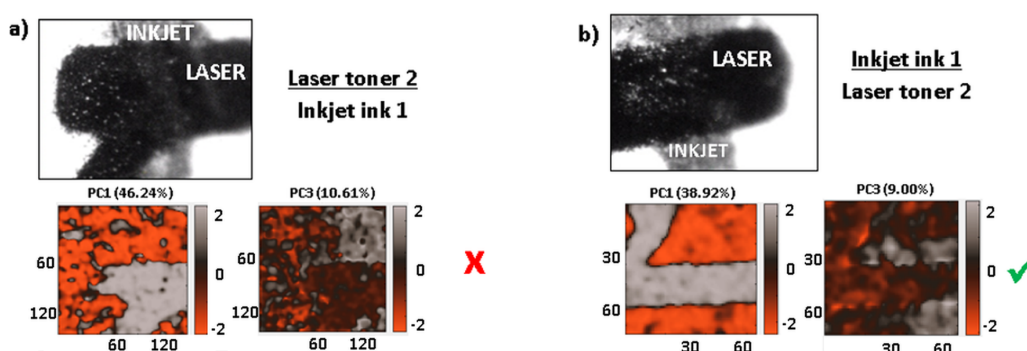 a)
INKJET
LASER
Laser toner 2
Inkjet ink 1
PC1 (46.24%)
PC3 (10.61%)
2
0
-2
60
120
60 120
2
0
-2
60
120
60 120
X
b)
LASER
INKJET
Inkjet ink 1
Laser toner 2
PC1 (38.92%)
PC3 (9.00%)
2
0
-2
30
60
30 60
2
0
-2
30
60
30 60